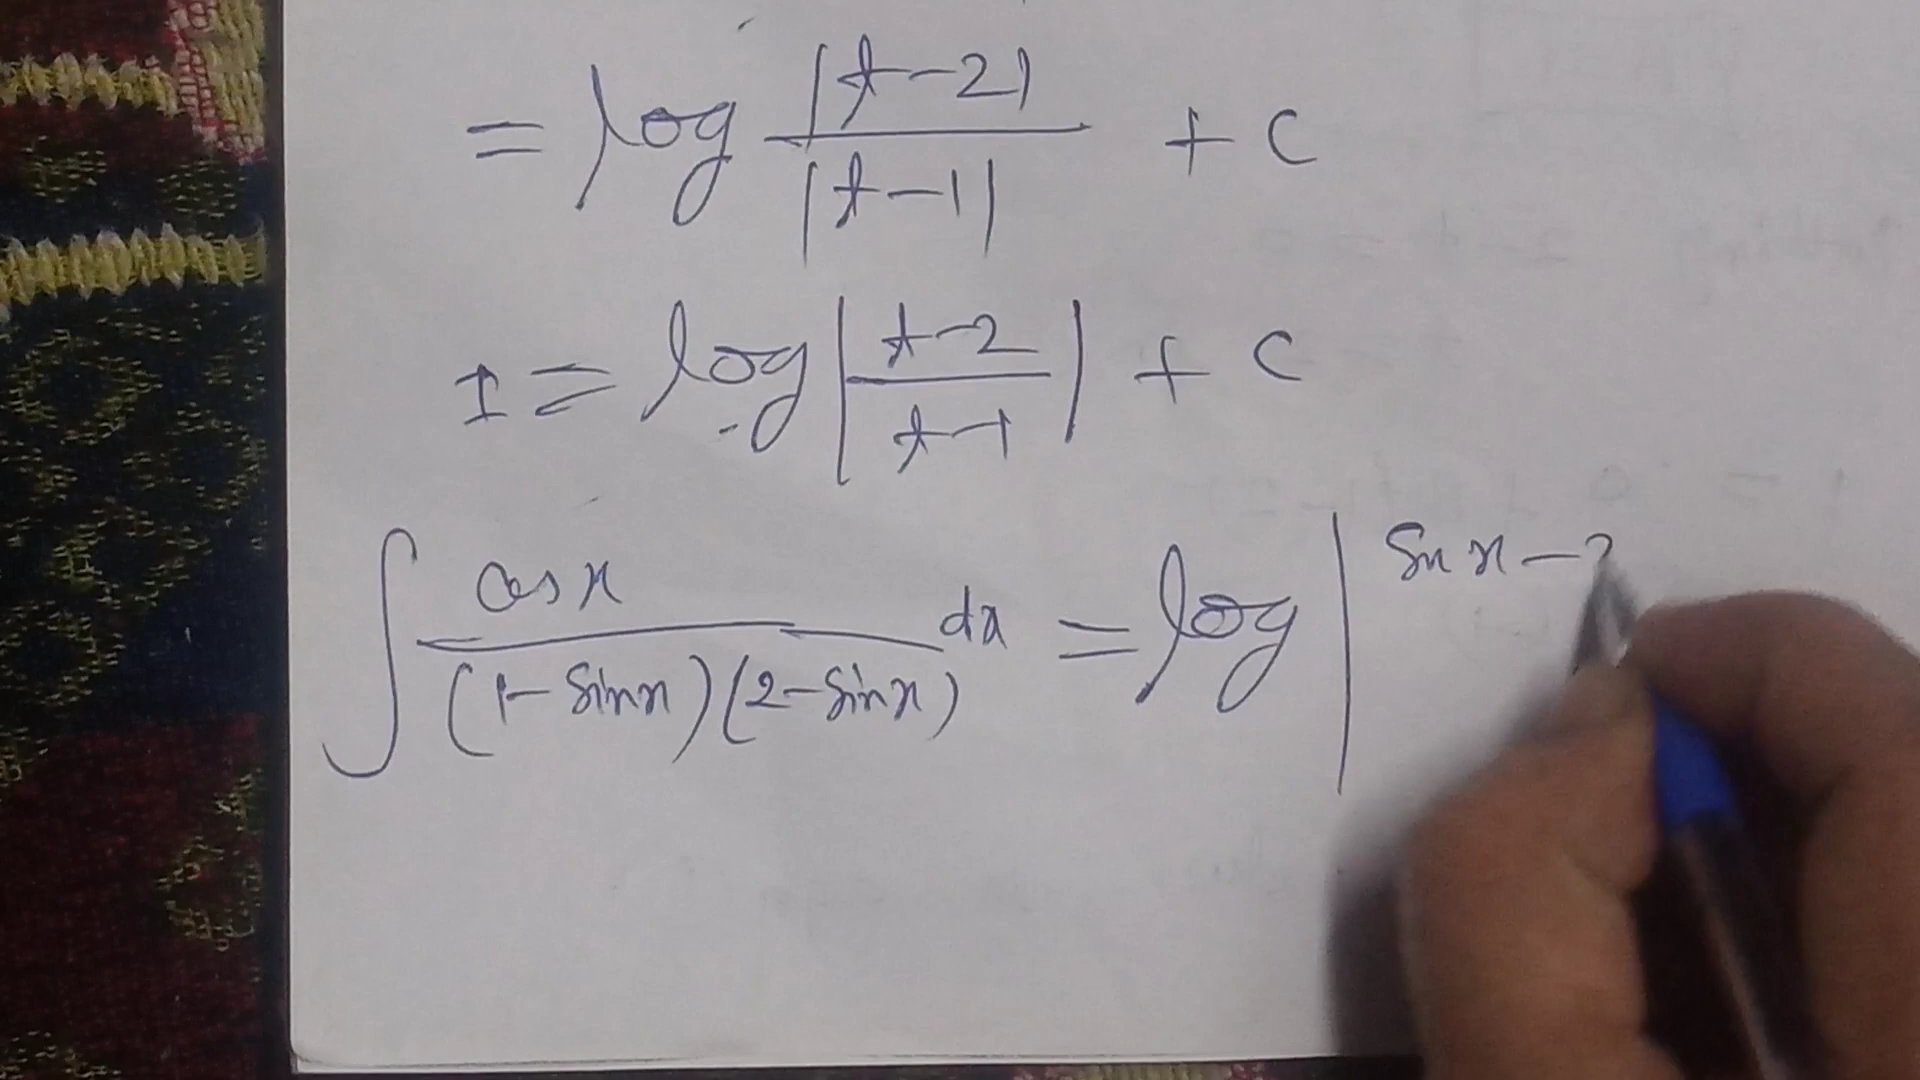 = log |t-2| / |t-1| + c
I = log | t-2 / t-1 | + c
∫ cos x / (1- sin x) (2- sin x) dx = log | sin x -